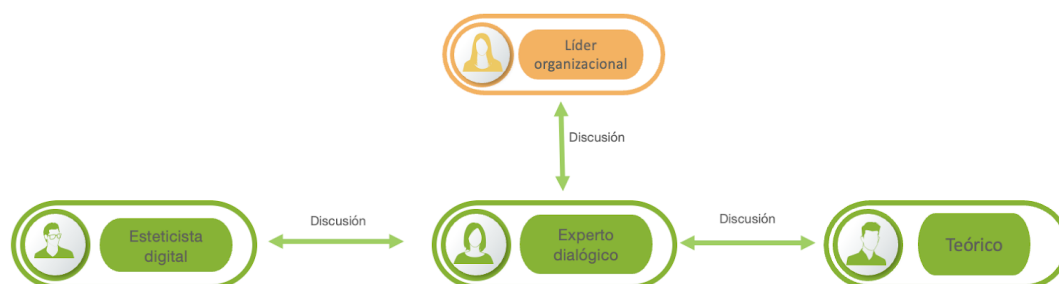 Líder
organizacional
Discusión
Esteticista
digital
Discusión
Experto
dialógico
Discusión
Teórico